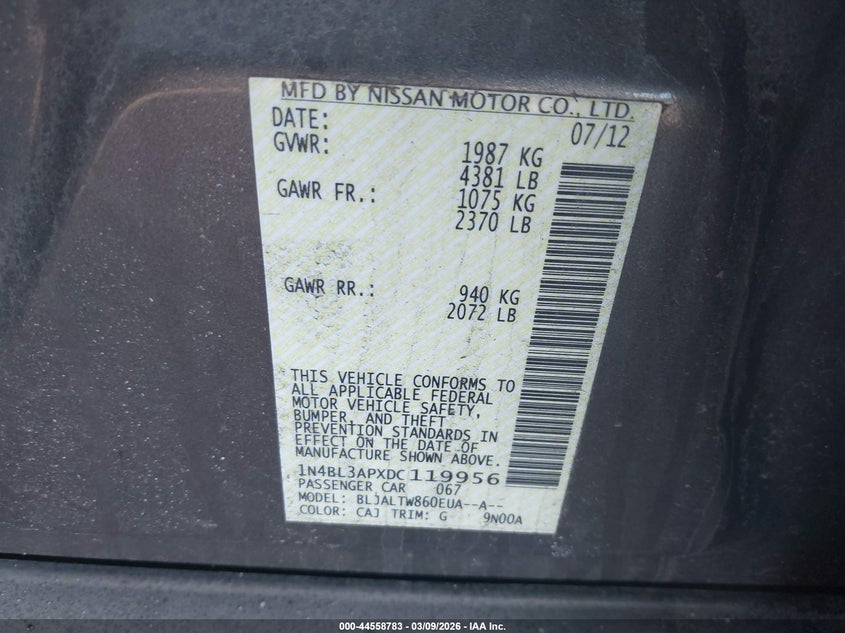 MFD BY NISSAN MOTOR CO., LTD.
DATE: 07/12
GVWR: 1987 KG
4381 LB
GAWR FR.: 1075 KG
2370 LB
GAWR RR.: 940 KG
2072 LB
THIS VEHICLE CONFORMS TO
ALL APPLICABLE FEDERAL
MOTOR VEHICLE SAFETY,
BUMPER, AND THEFT
PREVENTION STANDARDS IN
EFFECT ON THE DATE OF
MANUFACTURE SHOWN ABOVE.
1N4BL3APXDC119956
PASSENGER CAR 067
MODEL: BLJALTW860EUA--A--
COLOR: CAJ TRIM: G 9N00A
000-44558783 — 03/09/2026 — IAA Inc.